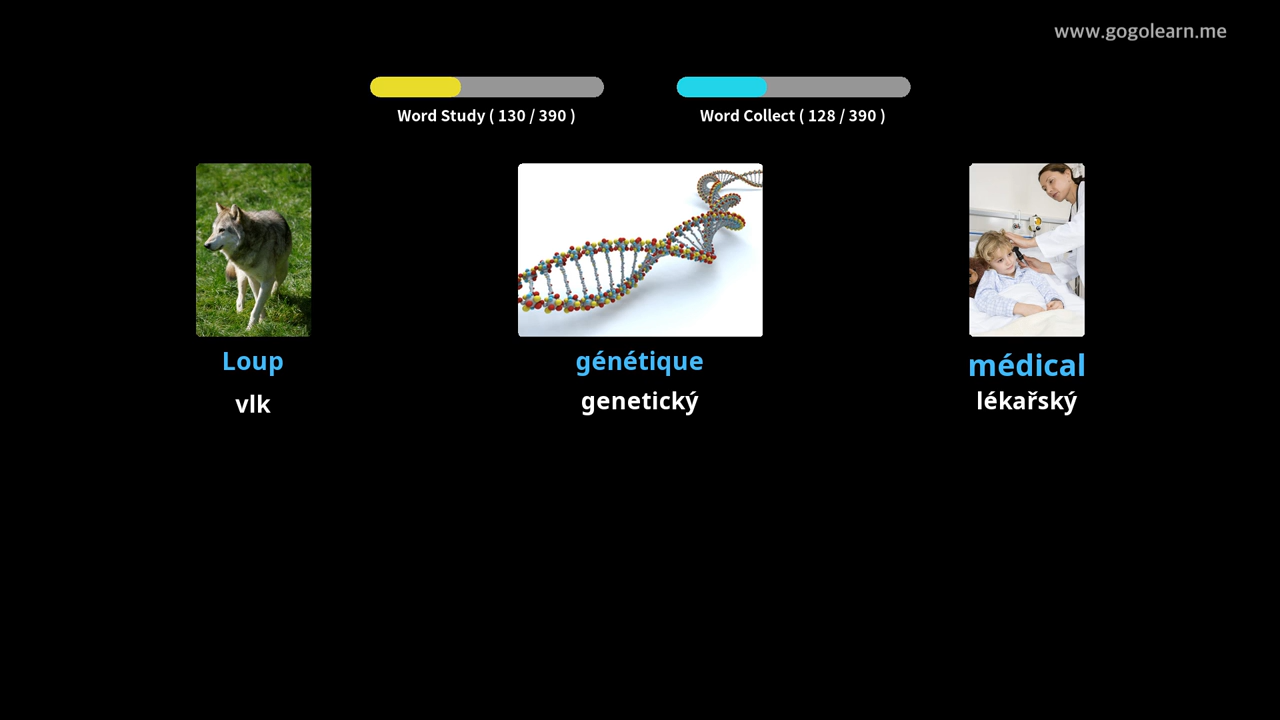 www.gogolearn.me
Word Study ( 130 / 390 )
Word Collect ( 128 / 390 )
Loup
génétique
médical
vlk
genetický
lékařský